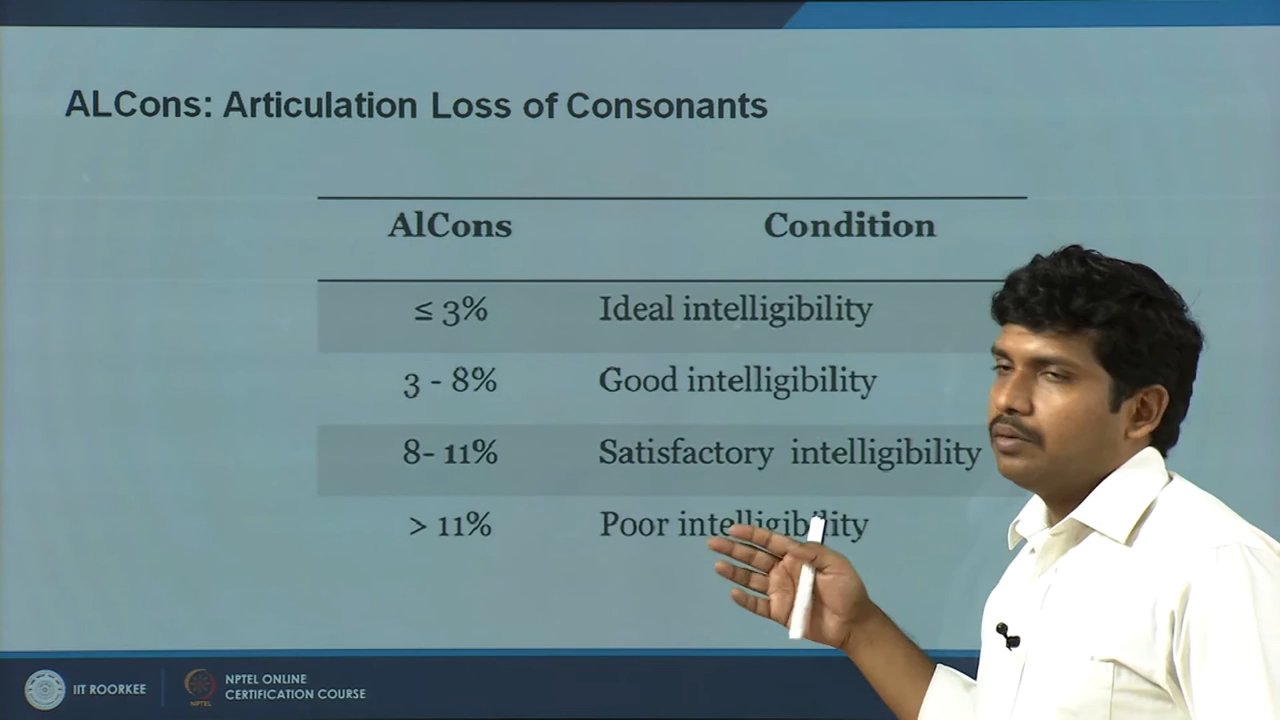 ALCons: Articulation Loss of Consonants
AlCons Condition
≤ 3% Ideal intelligibility
3 - 8% Good intelligibility
8- 11% Satisfactory intelligibility
> 11% Poor intelligibility
IIT ROORKEE
NPTEL
NPTEL ONLINE
CERTIFICATION COURSE